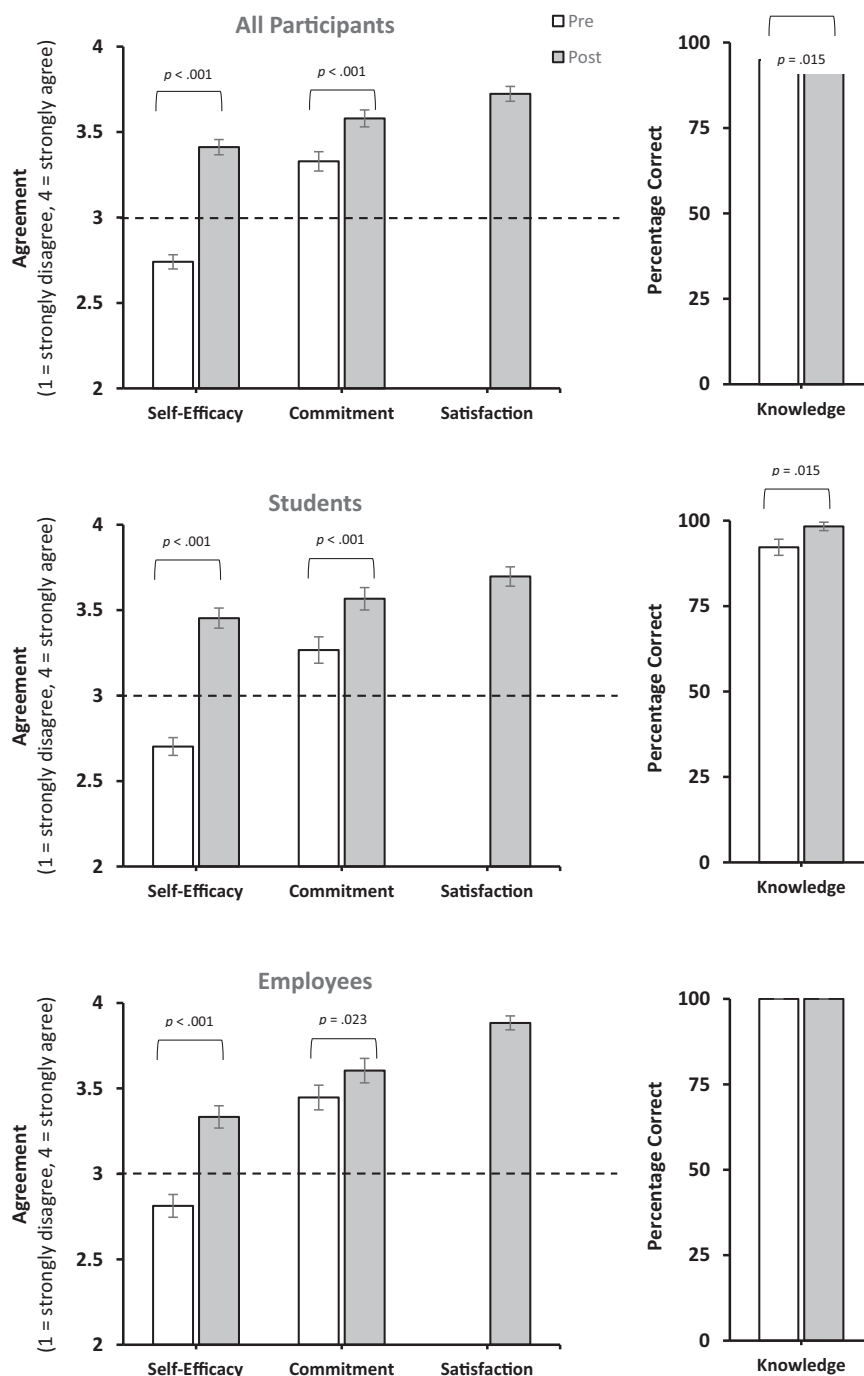 All Participants
Pre
Post
Agreement
(1 = strongly disagree, 4 = strongly agree)
4
3.5
3
2.5
2
p < .001
p < .001
Self-Efficacy
Commitment
Satisfaction
Percentage Correct
100
75
50
25
0
p = .015
Knowledge
Students
Agreement
(1 = strongly disagree, 4 = strongly agree)
4
3.5
3
2.5
2
p < .001
p < .001
Self-Efficacy
Commitment
Satisfaction
Percentage Correct
100
75
50
25
0
p = .015
Knowledge
Employees
Agreement
(1 = strongly disagree, 4 = strongly agree)
4
3.5
3
2.5
2
p < .001
p = .023
Self-Efficacy
Commitment
Satisfaction
Percentage Correct
100
75
50
25
0
Knowledge